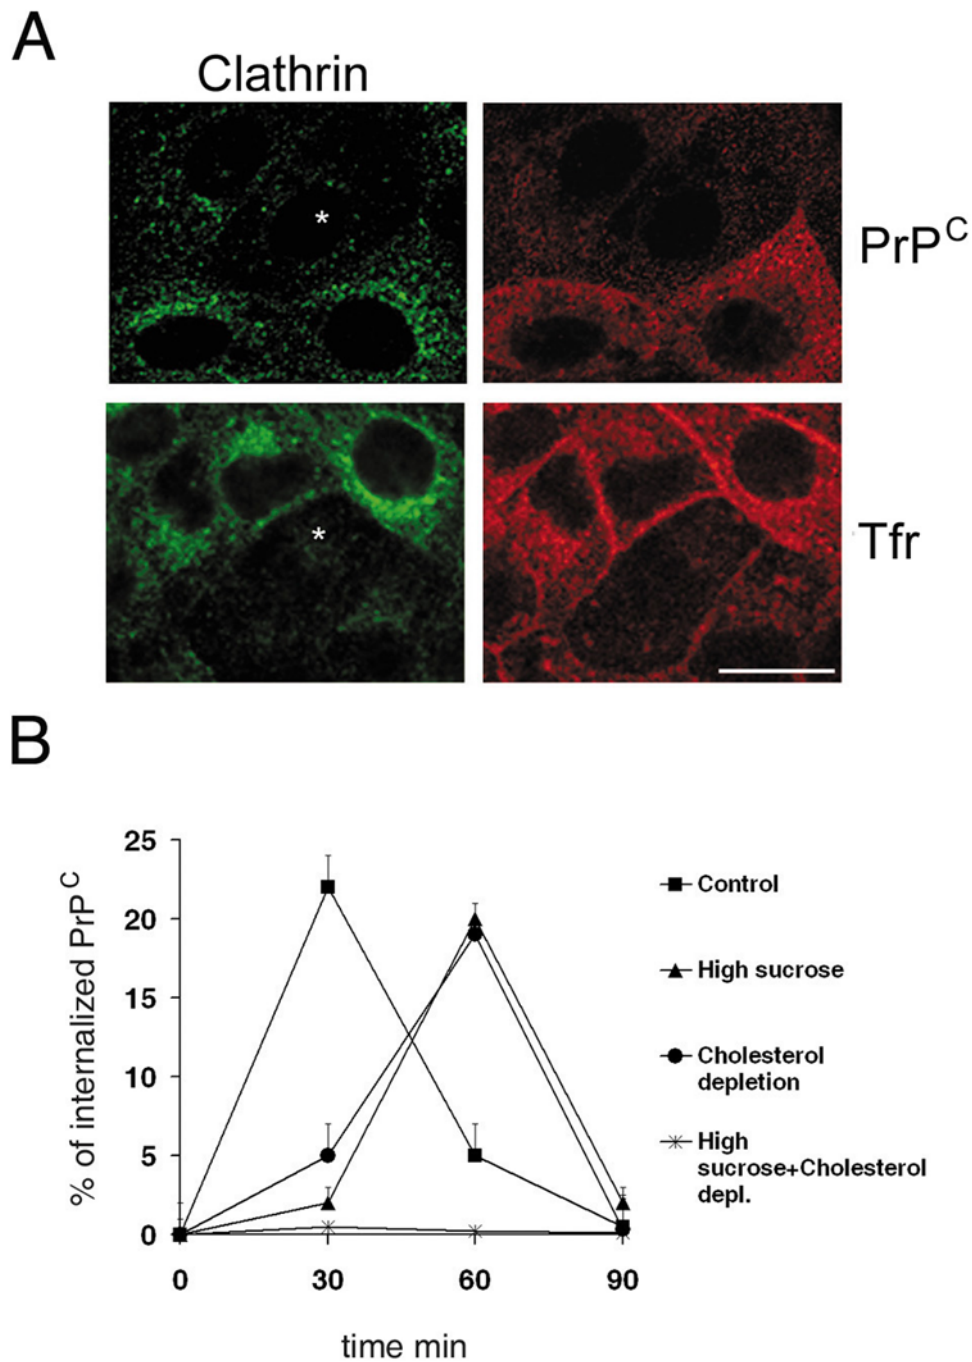 A
Clathrin
*
PrPC
*
Tfr
B
25
20
15
10
5
0
% of internalized PrPC
0 30 60 90
time min
Control
High sucrose
Cholesterol
depletion
High
sucrose+Cholesterol
depl.